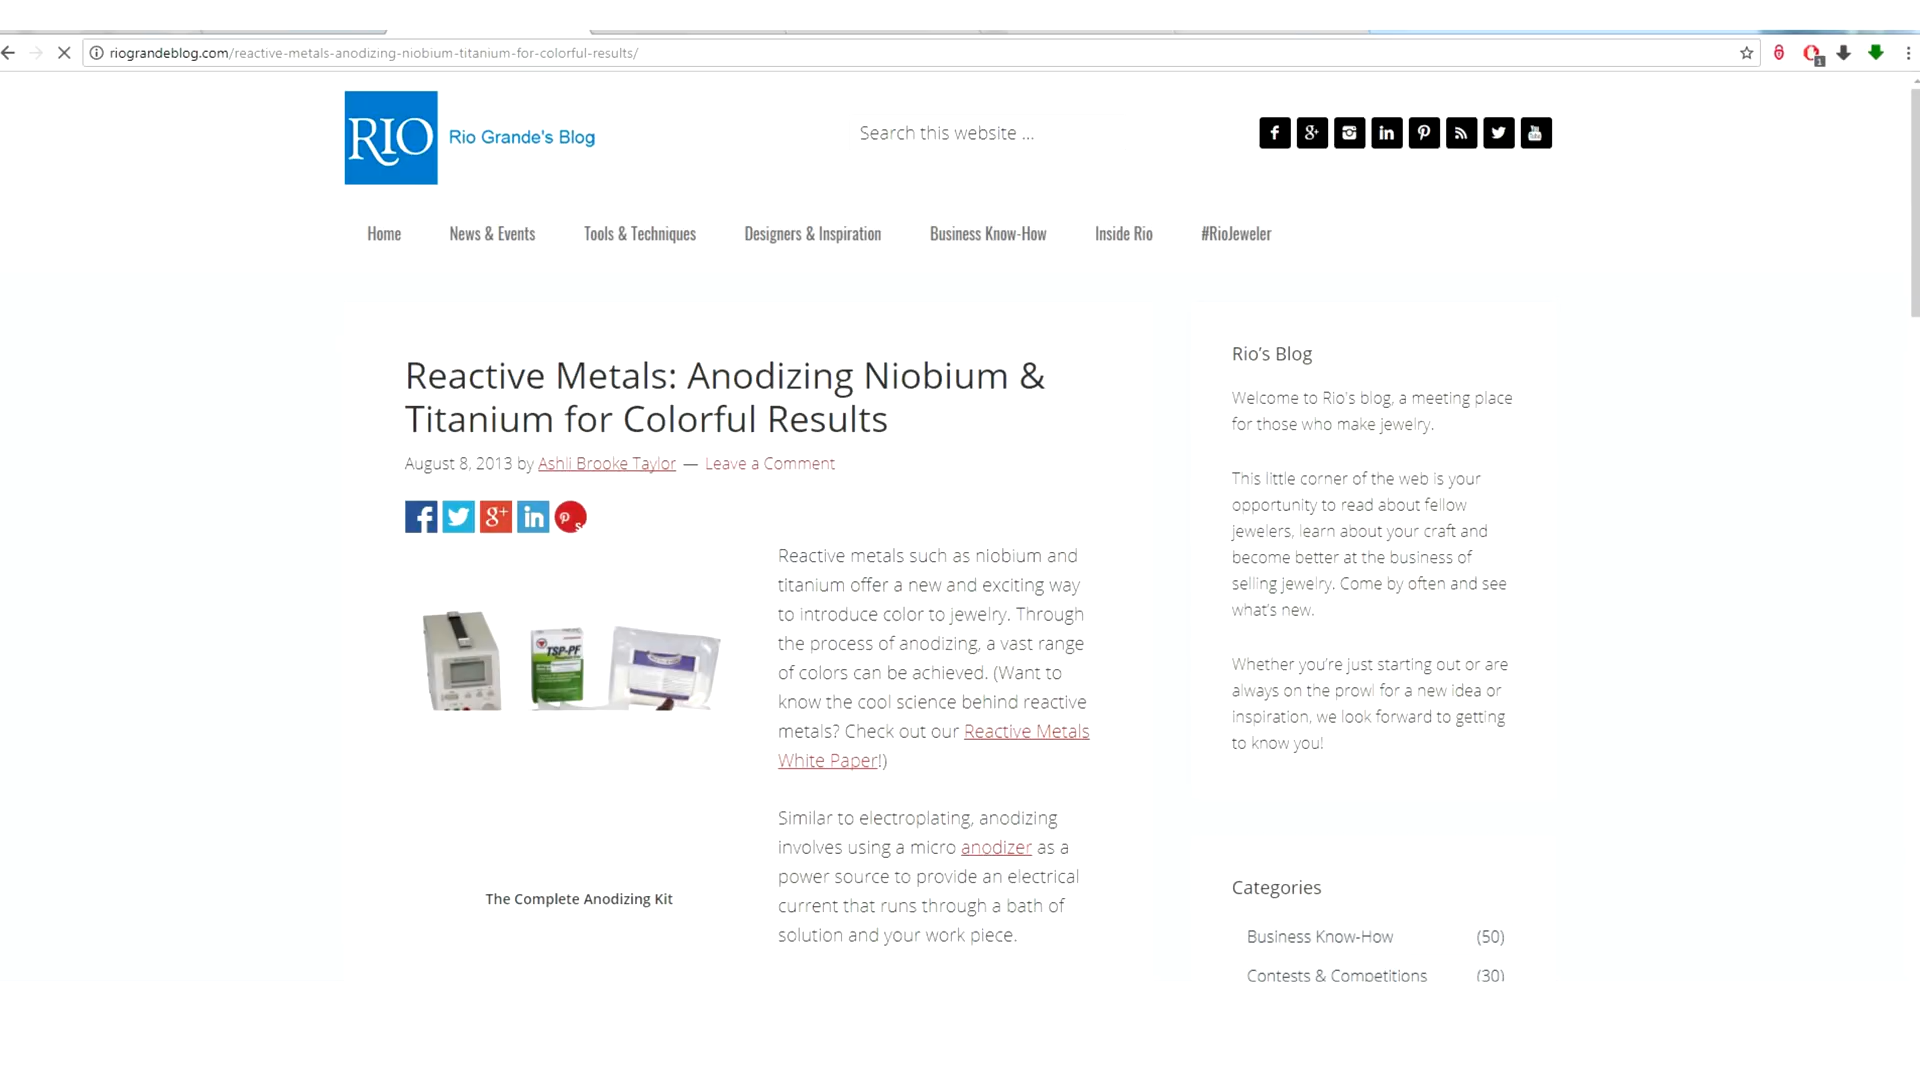 riograndeblog.com/reactive-metals-anodizing-niobium-titanium-for-colorful-results/
1
RIO
Rio Grande's Blog
Search this website ...
Home
News & Events
Tools & Techniques
Designers & Inspiration
Business Know-How
Inside Rio
#RioJeweler
Reactive Metals: Anodizing Niobium &
Titanium for Colorful Results
August 8, 2013 by Ashli Brooke Taylor — Leave a Comment
TSP-PF
The Complete Anodizing Kit
Reactive metals such as niobium and
titanium offer a new and exciting way
to introduce color to jewelry. Through
the process of anodizing, a vast range
of colors can be achieved. (Want to
know the cool science behind reactive
metals? Check out our Reactive Metals
White Paper!)
Similar to electroplating, anodizing
involves using a micro anodizer as a
power source to provide an electrical
current that runs through a bath of
solution and your work piece.
Rio's Blog
Welcome to Rio's blog, a meeting place
for those who make jewelry.
This little corner of the web is your
opportunity to read about fellow
jewelers, learn about your craft and
become better at the business of
selling jewelry. Come by often and see
what's new.
Whether you're just starting out or are
always on the prowl for a new idea or
inspiration, we look forward to getting
to know you!
Categories
Business Know-How (50)
Contests & Competitions (30)